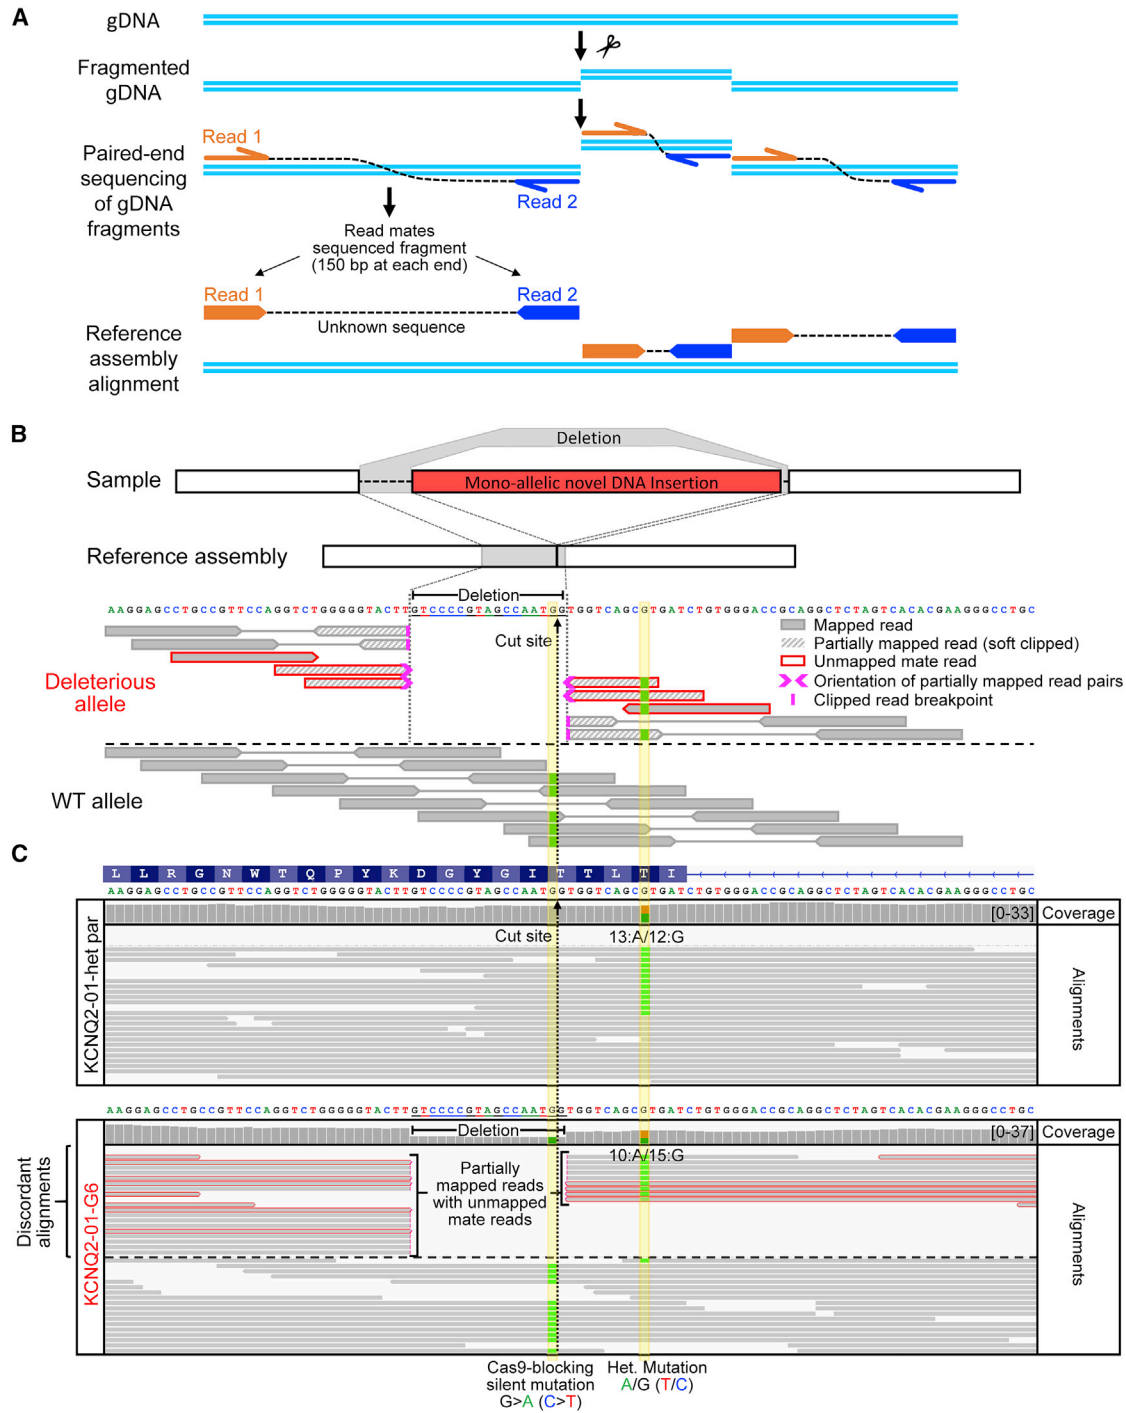 A
gDNA
Fragmented
gDNA
Read 1
Paired-end
sequencing
of gDNA
fragments
Read 2
Read mates
sequenced fragment
(150 bp at each end)
Read 1
Read 2
Unknown sequence
Reference
assembly
alignment
B
Deletion
Sample
Mono-allelic novel DNA Insertion
Reference assembly
Deletion
AAGGAGCCTGCCGTTCCAGGTCTGGGGGTACTTGTCCCCGTAGCCAATGGTGGTCAGCGTGATCTGTGGGACCGCAGGCTCTAGTCACACGAAGGGCCTGC
Cut site
Mapped read
Partially mapped read (soft clipped)
Unmapped mate read
Orientation of partially mapped read pairs
Clipped read breakpoint
Deleterious
allele
WT allele
C
L L R G N W T Q P Y K D G Y G I T T L T I
AAGGAGCCTGCCGTTCCAGGTCTGGGGGTACTTGTCCCCGTAGCCAATGGTGGTCAGCGTGATCTGTGGGACCGCAGGCTCTAGTCACACGAAGGGCCTGC
[0-33]
Coverage
Cut site
13:A/12:G
KCNQ2-01-het par
Alignments
AAGGAGCCTGCCGTTCCAGGTCTGGGGGTACTTGTCCCCGTAGCCAATGGTGGTCAGCGTGATCTGTGGGACCGCAGGCTCTAGTCACACGAAGGGCCTGC
Deletion
[0-37]
Coverage
10:A/15:G
Discordant
alignments
KCNQ2-01-G6
Partially
mapped reads
with unmapped
mate reads
Alignments
Cas9-blocking
silent mutation
G>A (C>T)
Het. Mutation
A/G (T/C)